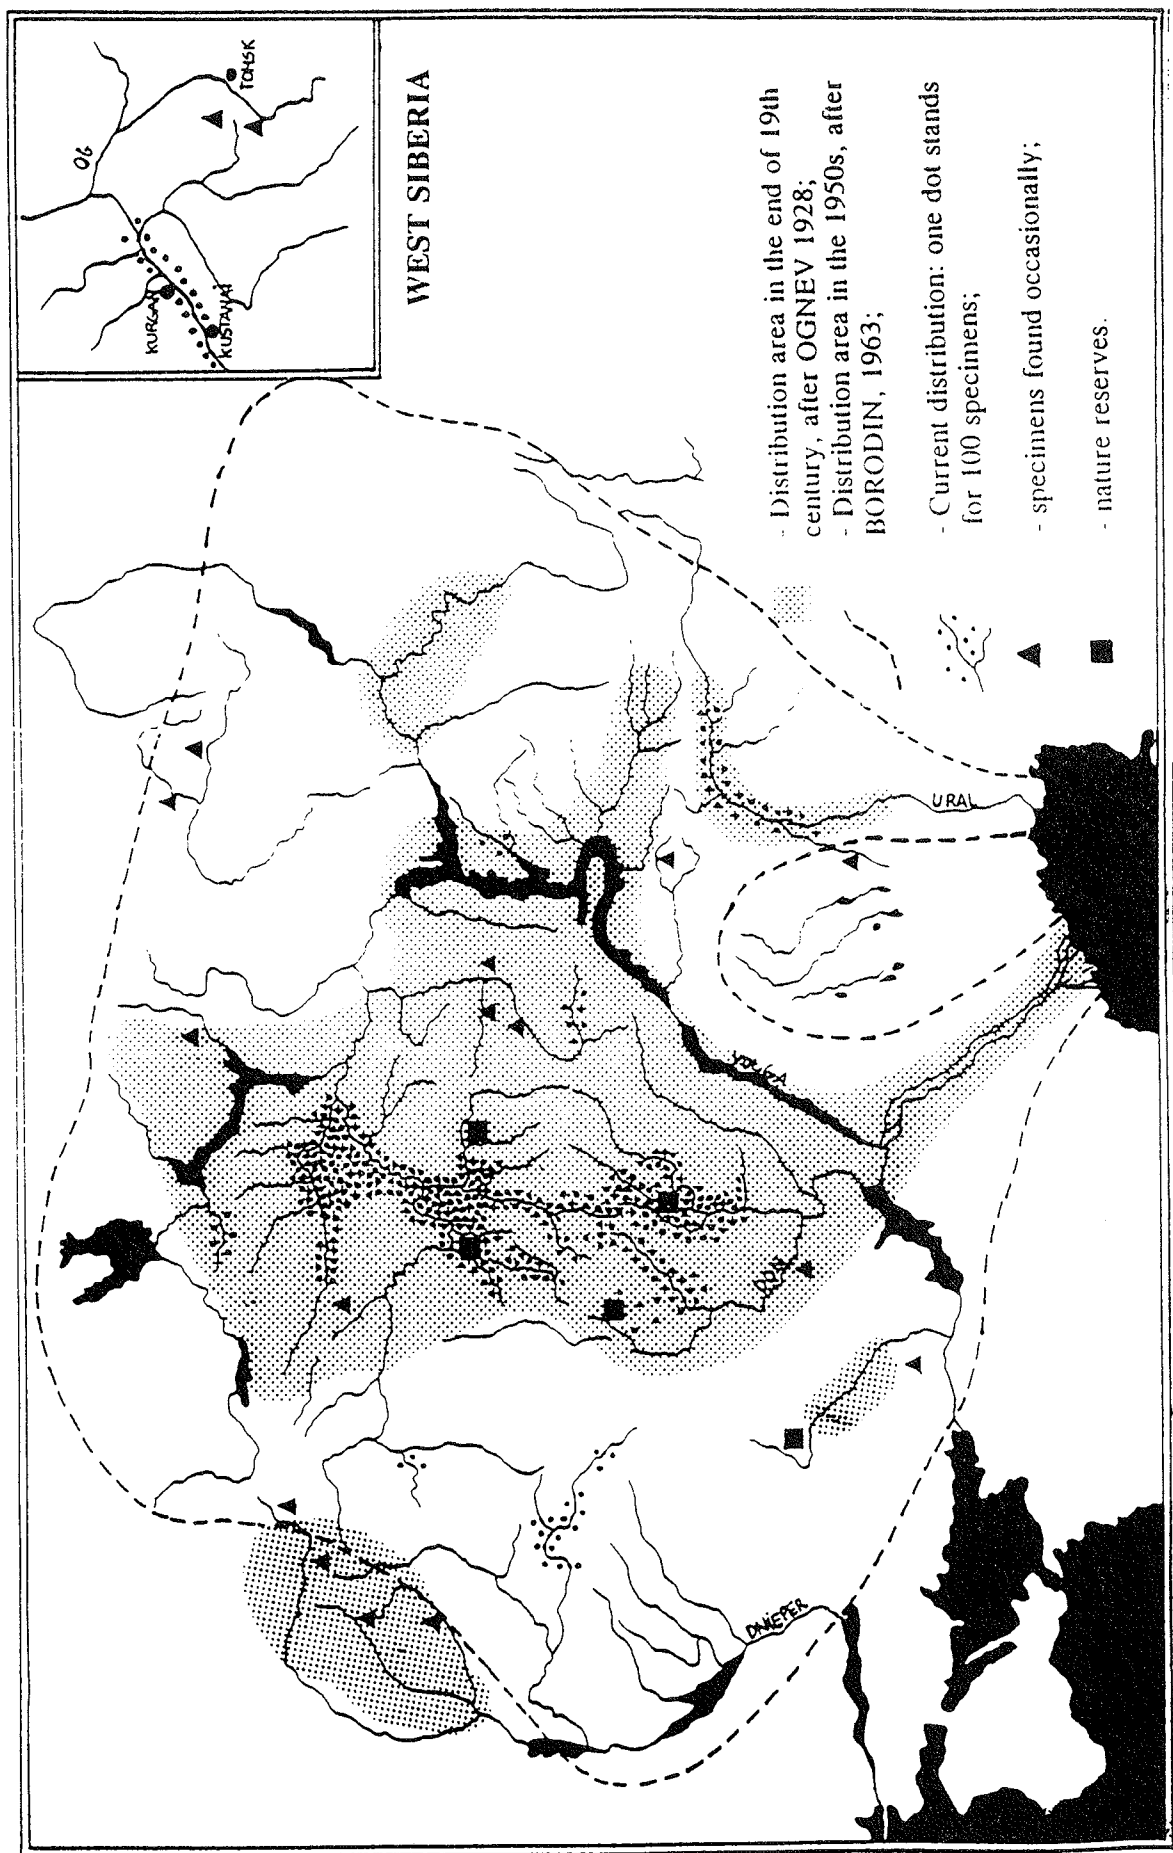 OB
TOMSK
KURGAN
KUSTANAI
WEST SIBERIA
- Distribution area in the end of 19th
century, after OGNEV 1928;
- Distribution area in the 1950s, after
BORODIN, 1963;
- Current distribution: one dot stands
for 100 specimens;
- specimens found occasionally;
- nature reserves.
URAL
VOLGA
DON
DNIEPER